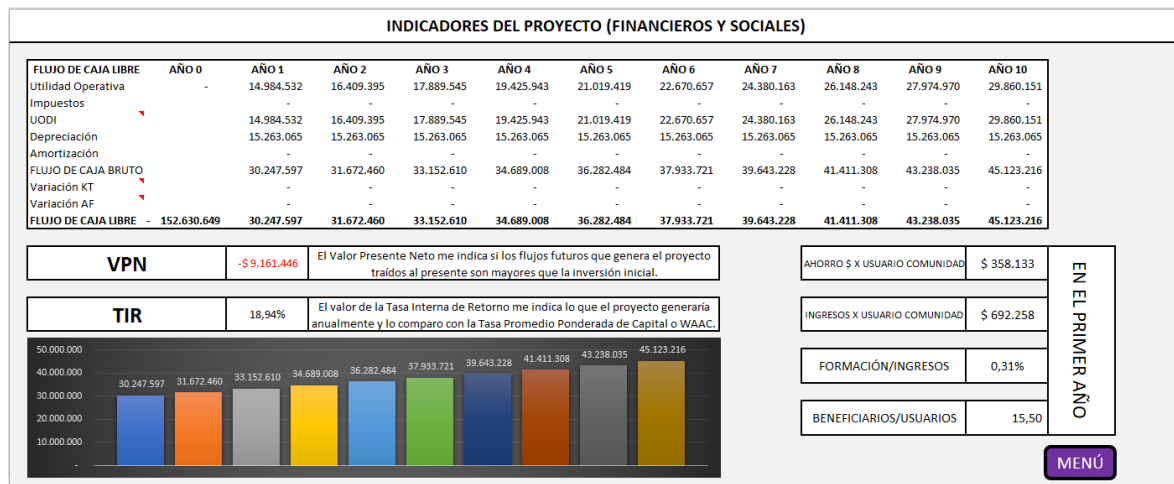 INDICADORES DEL PROYECTO (FINANCIEROS Y SOCIALES)
FLUJO DE CAJA LIBRE AÑO 0 AÑO 1 AÑO 2 AÑO 3 AÑO 4 AÑO 5 AÑO 6 AÑO 7 AÑO 8 AÑO 9 AÑO 10
Utilidad Operativa - 14.984.532 16.409.395 17.889.545 19.425.943 21.019.419 22.670.657 24.380.163 26.148.243 27.974.970 29.860.151
Impuestos - - - - - - - - - -
UODI 14.984.532 16.409.395 17.889.545 19.425.943 21.019.419 22.670.657 24.380.163 26.148.243 27.974.970 29.860.151
Depreciación 15.263.065 15.263.065 15.263.065 15.263.065 15.263.065 15.263.065 15.263.065 15.263.065 15.263.065 15.263.065
Amortización - - - - - - - - - -
FLUJO DE CAJA BRUTO 30.247.597 31.672.460 33.152.610 34.689.008 36.282.484 37.933.721 39.643.228 41.411.308 43.238.035 45.123.216
Variación KT - - - - - - - - - -
Variación AF - - - - - - - - - -
FLUJO DE CAJA LIBRE - 152.630.649 30.247.597 31.672.460 33.152.610 34.689.008 36.282.484 37.933.721 39.643.228 41.411.308 43.238.035 45.123.216
VPN
-$ 9.161.446
El Valor Presente Neto me indica si los flujos futuros que genera el proyecto
traídos al presente son mayores que la inversión inicial.
TIR
18,94%
El valor de la Tasa Interna de Retorno me indica lo que el proyecto generaría
anualmente y lo comparo con la Tasa Promedio Ponderada de Capital o WAAC.
50.000.000
40.000.000
30.000.000
20.000.000
10.000.000
-
30.247.597
31.672.460
33.152.610
34.689.008
36.282.484
37.933.721
39.643.228
41.411.308
43.238.035
45.123.216
AHORRO $ X USUARIO COMUNIDAD $ 358.133
INGRESOS X USUARIO COMUNIDAD $ 692.258
FORMACIÓN/INGRESOS 0,31%
BENEFICIARIOS/USUARIOS 15,50
EN EL PRIMER AÑO
MENÚ